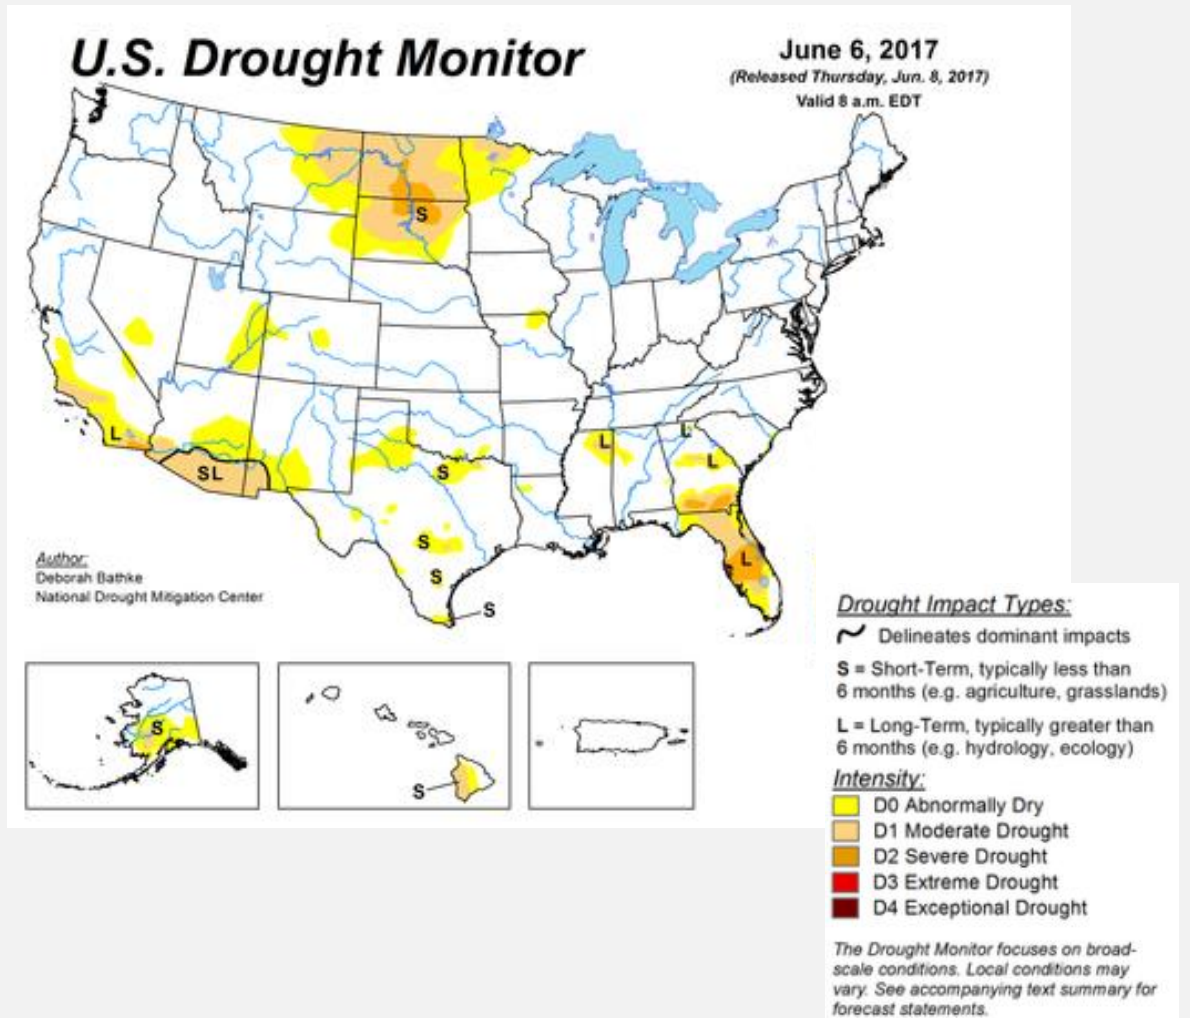 U.S. Drought Monitor
June 6, 2017
(Released Thursday, Jun. 8, 2017)
Valid 8 a.m. EDT
S
L
SL
S
S
S
S
L
L
L
L
Author:
Deborah Bathke
National Drought Mitigation Center
S
S
Drought Impact Types:
Delineates dominant impacts
S = Short-Term, typically less than
6 months (e.g. agriculture, grasslands)
L = Long-Term, typically greater than
6 months (e.g. hydrology, ecology)
Intensity:
D0 Abnormally Dry
D1 Moderate Drought
D2 Severe Drought
D3 Extreme Drought
D4 Exceptional Drought
The Drought Monitor focuses on broad-
scale conditions. Local conditions may
vary. See accompanying text summary for
forecast statements.